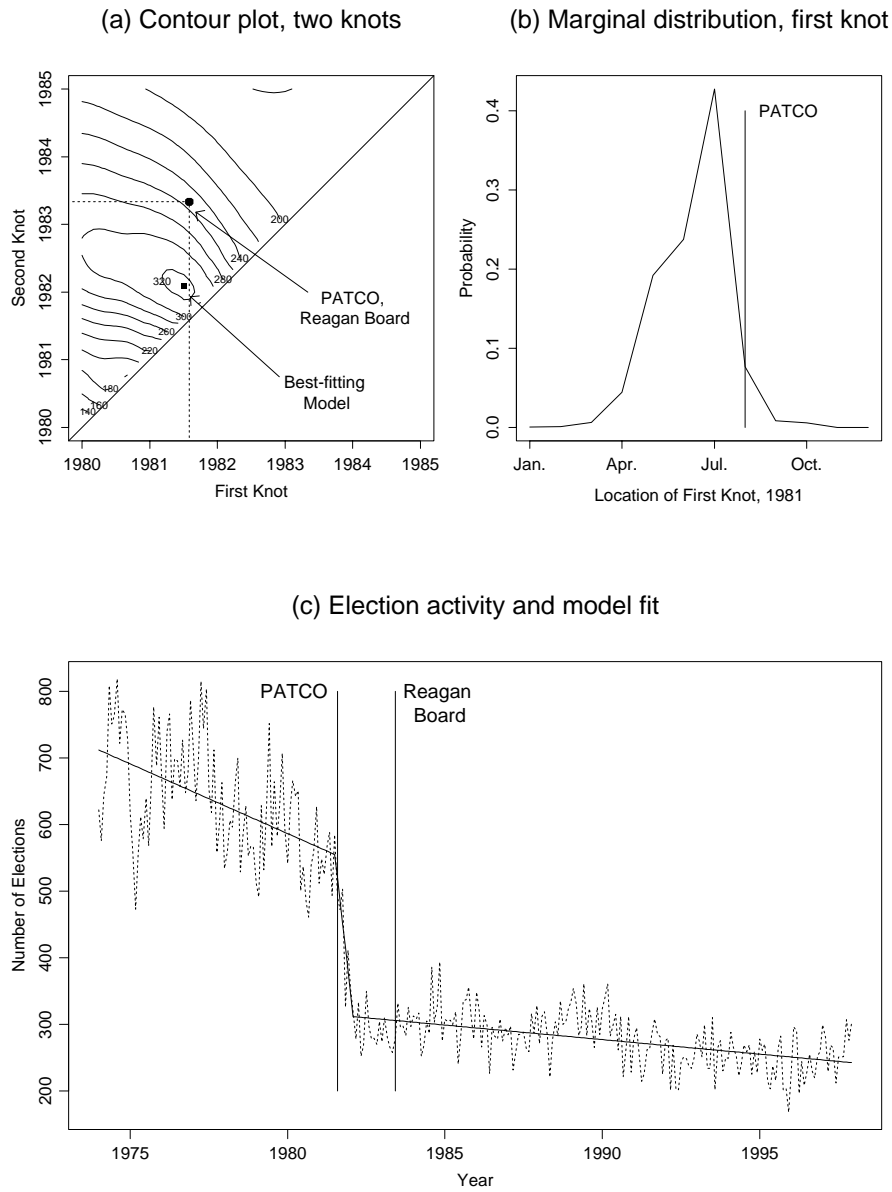 (a) Contour plot, two knots
1985
1984
1983
1982
1981
1980
Second Knot
200
240
280
320
300
260
220
180
160
140
PATCO,
Reagan Board
Best-fitting
Model
1980 1981 1982 1983 1984 1985
First Knot
(b) Marginal distribution, first knot
0.4
0.3
0.2
0.1
0.0
Probability
PATCO
Jan. Apr. Jul. Oct.
Location of First Knot, 1981
(c) Election activity and model fit
800
700
600
500
400
300
200
Number of Elections
PATCO
Reagan
Board
1975 1980 1985 1990 1995
Year